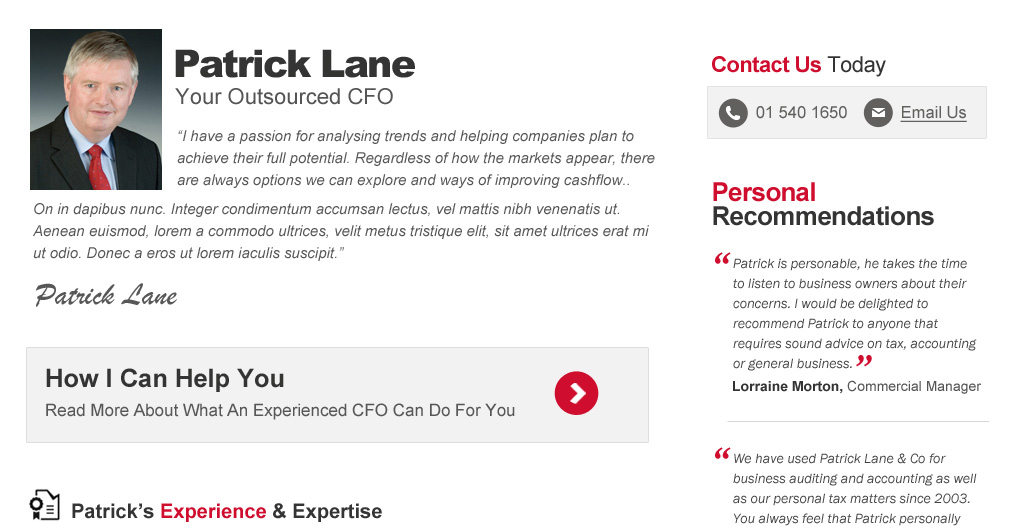 Patrick Lane
Your Outsourced CFO
“I have a passion for analysing trends and helping companies plan to
achieve their full potential. Regardless of how the markets appear, there
are always options we can explore and ways of improving cashflow..
On in dapibus nunc. Integer condimentum accumsan lectus, vel mattis nibh venenatis ut.
Aenean euismod, lorem a commodo ultrices, velit metus tristique elit, sit amet ultrices erat mi
ut odio. Donec a eros ut lorem iaculis suscipit.”
Patrick Lane
How I Can Help You
Read More About What An Experienced CFO Can Do For You
Patrick’s Experience & Expertise
Contact Us Today
01 540 1650 Email Us
Personal
Recommendations
“Patrick is personable, he takes the time
to listen to business owners about their
concerns. I would be delighted to
recommend Patrick to anyone that
requires sound advice on tax, accounting
or general business.”
Lorraine Morton, Commercial Manager
“We have used Patrick Lane & Co for
business auditing and accounting as well
as our personal tax matters since 2003.
You always feel that Patrick personally